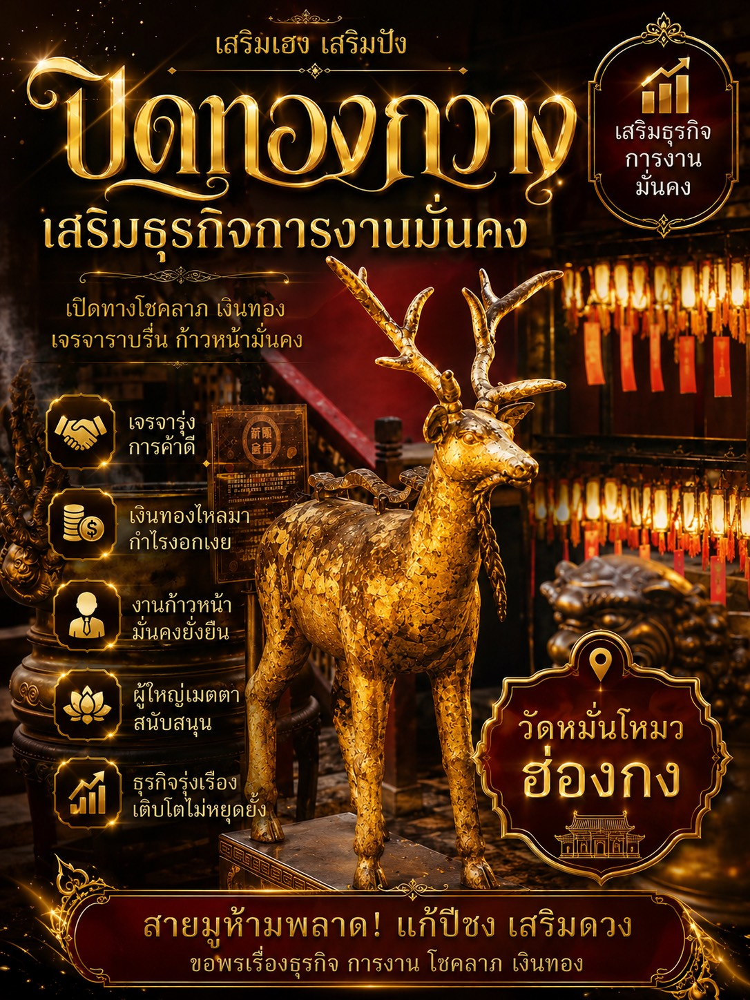 เสริมเฮง เสริมปัง
ปิดทองกวาง
เสริมธุรกิจการงานมั่นคง
เสริมธุรกิจ
การงาน
มั่นคง
เปิดทางโชคลาภ เงินทอง
เจรจาราบรื่น ก้าวหน้ามั่นคง
เจรจารุ่ง
การค้าดี
เงินทองไหลมา
กำไรงอกเงย
งานก้าวหน้า
มั่นคงยั่งยืน
ผู้ใหญ่เมตตา
สนับสนุน
ธุรกิจรุ่งเรือง
เติบโตไม่หยุดยั้ง
วัดหมั่นโหมว
ฮ่องกง
สายมูห้ามพลาด! แก้ปีชง เสริมดวง
ขอพรเรื่องธุรกิจ การงาน โชคลาภ เงินทอง